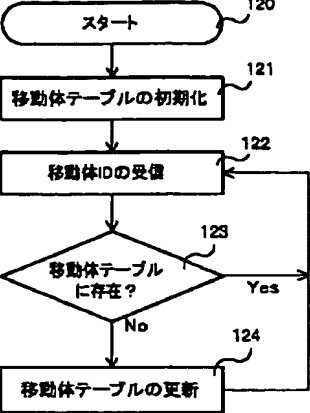 スタート
120
121
移動体テーブルの初期化
122
移動体IDの受信
123
移動体テーブル
に存在？
Yes
No
124
移動体テーブルの更新